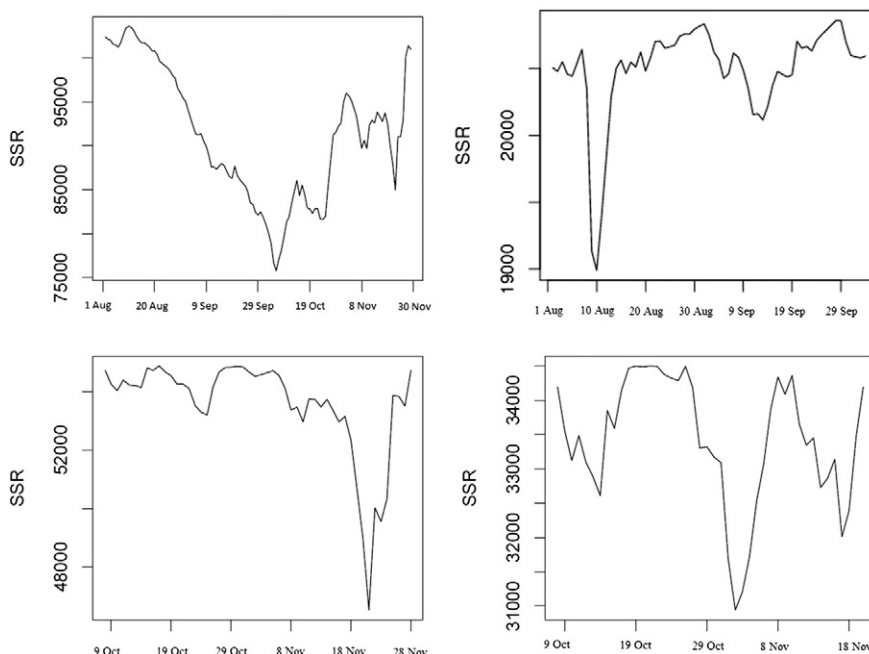 SSR
95000
85000
75000
1 Aug 20 Aug 9 Sep 29 Sep 19 Oct 8 Nov 30 Nov
SSR
20000
19000
1 Aug 10 Aug 20 Aug 30 Aug 9 Sep 19 Sep 29 Sep
SSR
52000
48000
9 Oct 19 Oct 29 Oct 8 Nov 18 Nov 28 Nov
SSR
34000
33000
32000
31000
9 Oct 19 Oct 29 Oct 8 Nov 18 Nov